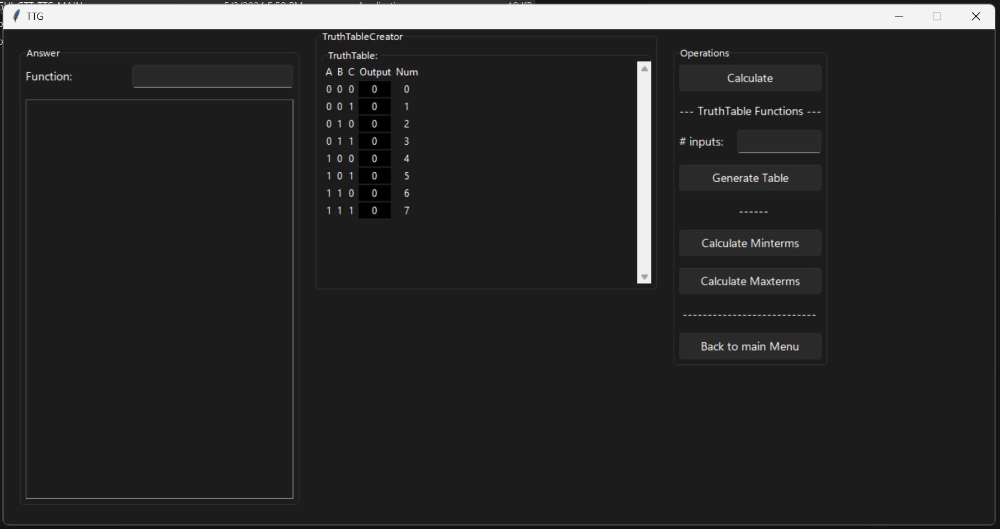 TTG
Answer
Function:
TruthTableCreator
TruthTable:
A B C Output Num
0 0 0 0 0
0 0 1 0 1
0 1 0 0 2
0 1 1 0 3
1 0 0 0 4
1 0 1 0 5
1 1 0 0 6
1 1 1 0 7
Operations
Calculate
--- TruthTable Functions ---
# inputs:
Generate Table
------
Calculate Minterms
Calculate Maxterms
---------------------------
Back to main Menu